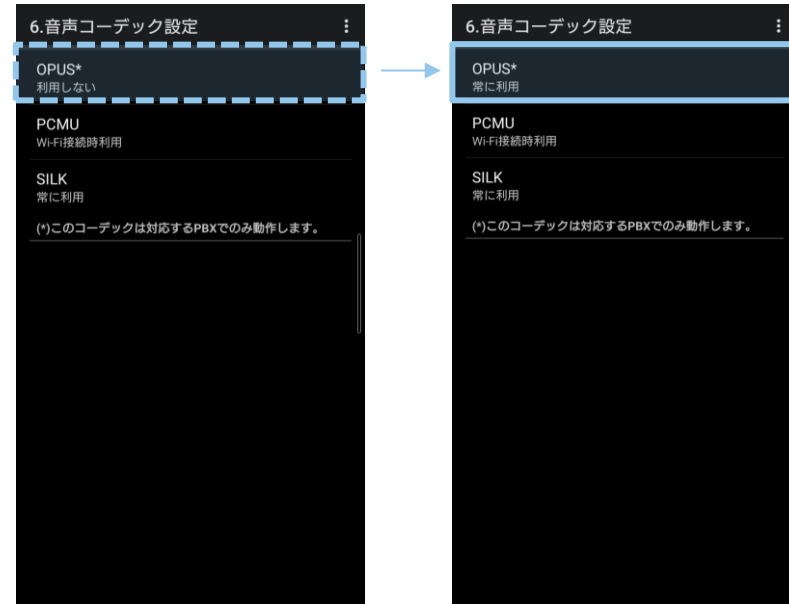 6.音声コーデック設定
OPUS*
利用しない
PCMU
Wi-Fi接続時利用
SILK
常に利用
(*)このコーデックは対応するPBXでのみ動作します。
6.音声コーデック設定
OPUS*
常に利用
PCMU
Wi-Fi接続時利用
SILK
常に利用
(*)このコーデックは対応するPBXでのみ動作します。